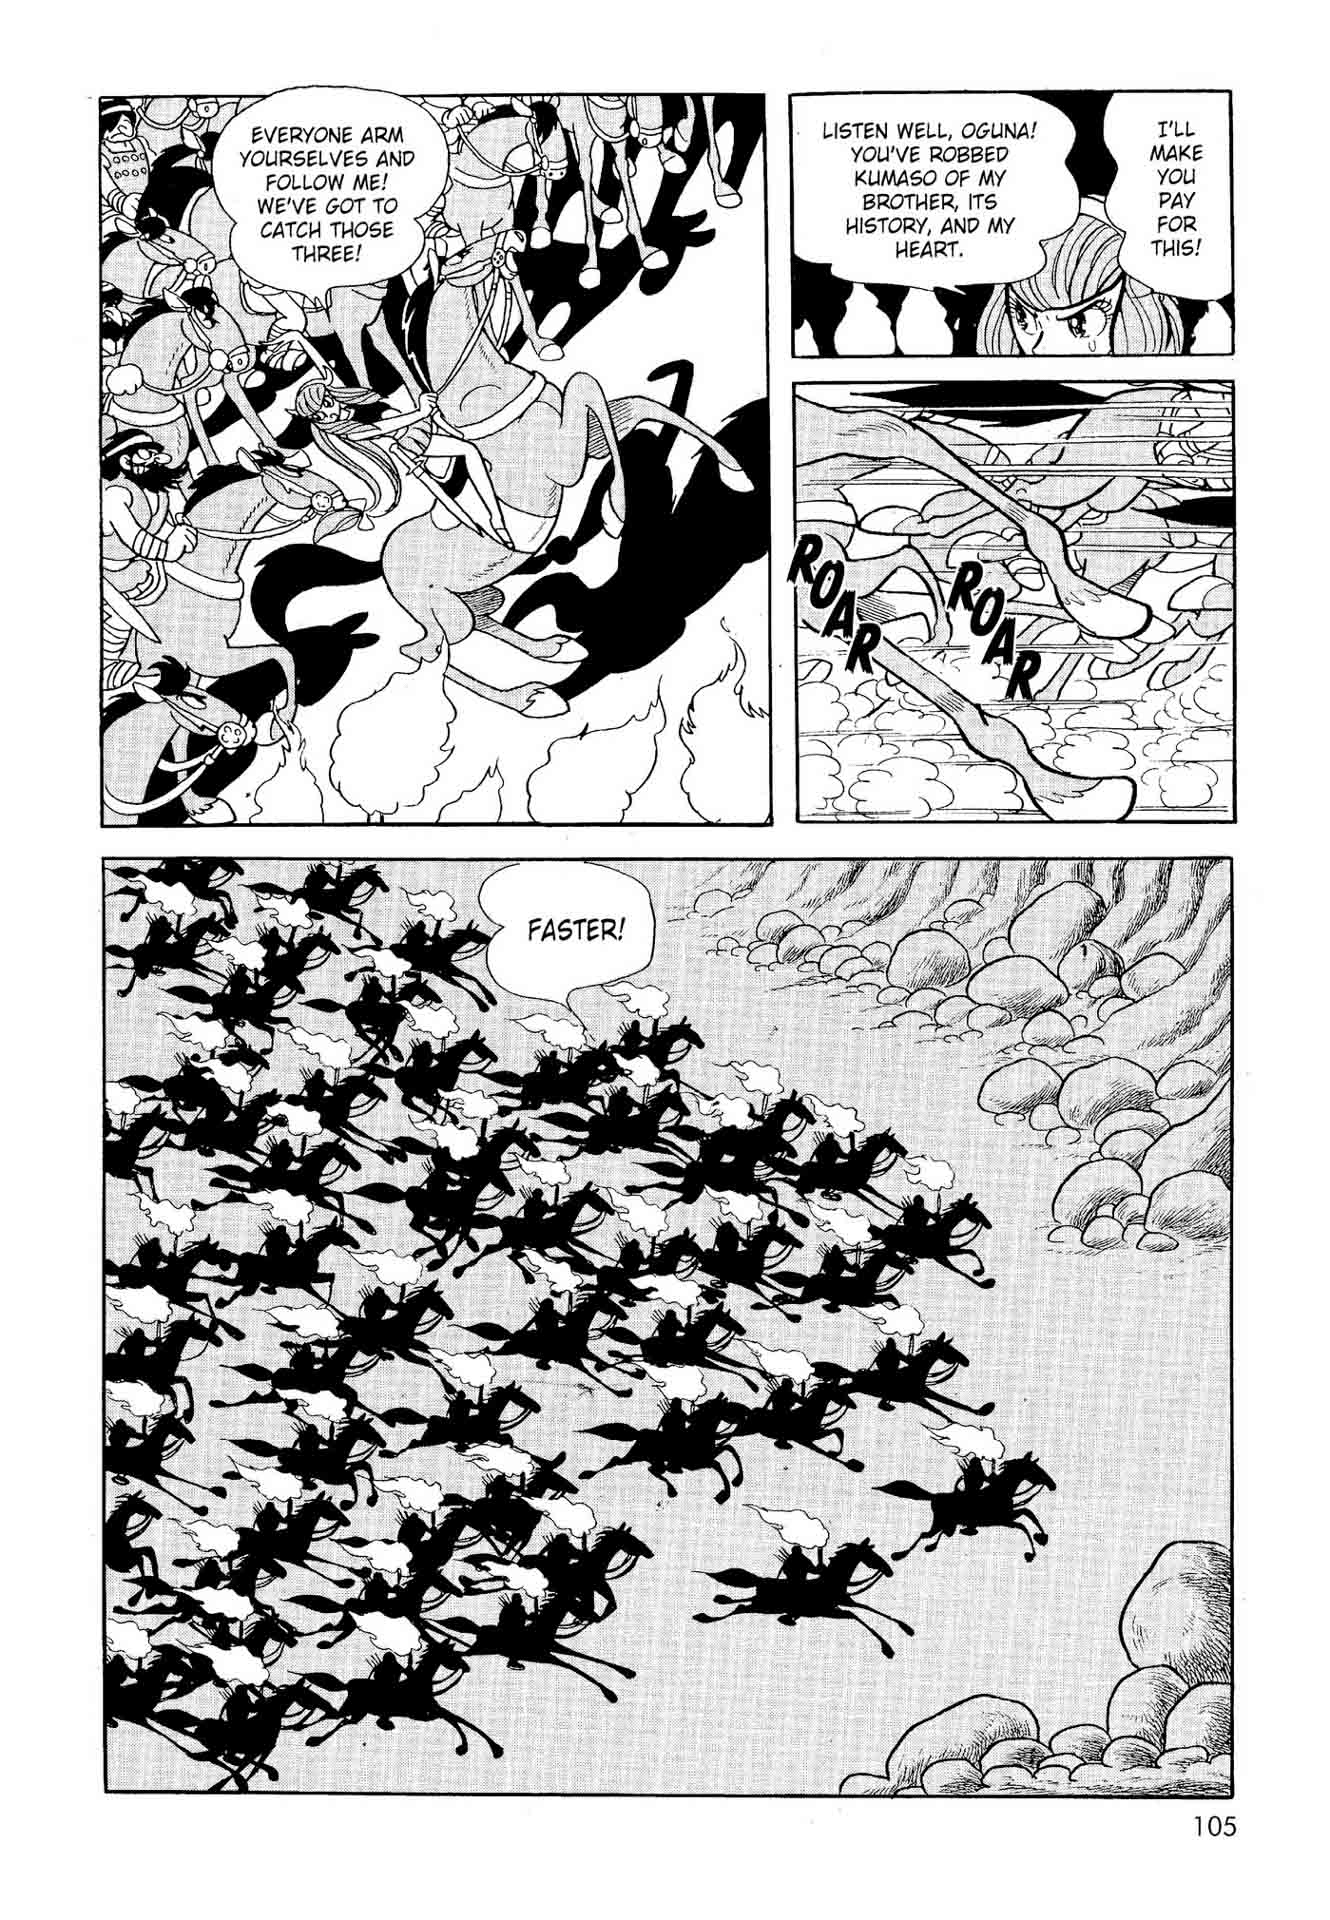 EVERYONE ARM
YOURSELVES AND
FOLLOW ME!
WE'VE GOT TO
CATCH THOSE
THREE!
LISTEN WELL, OGUNA!
YOU'VE ROBBED
KUMASO OF MY
BROTHER, ITS
HISTORY, AND MY
HEART.
I'LL
MAKE
YOU
PAY
FOR
THIS!
ROAR
ROAR
FASTER!
105